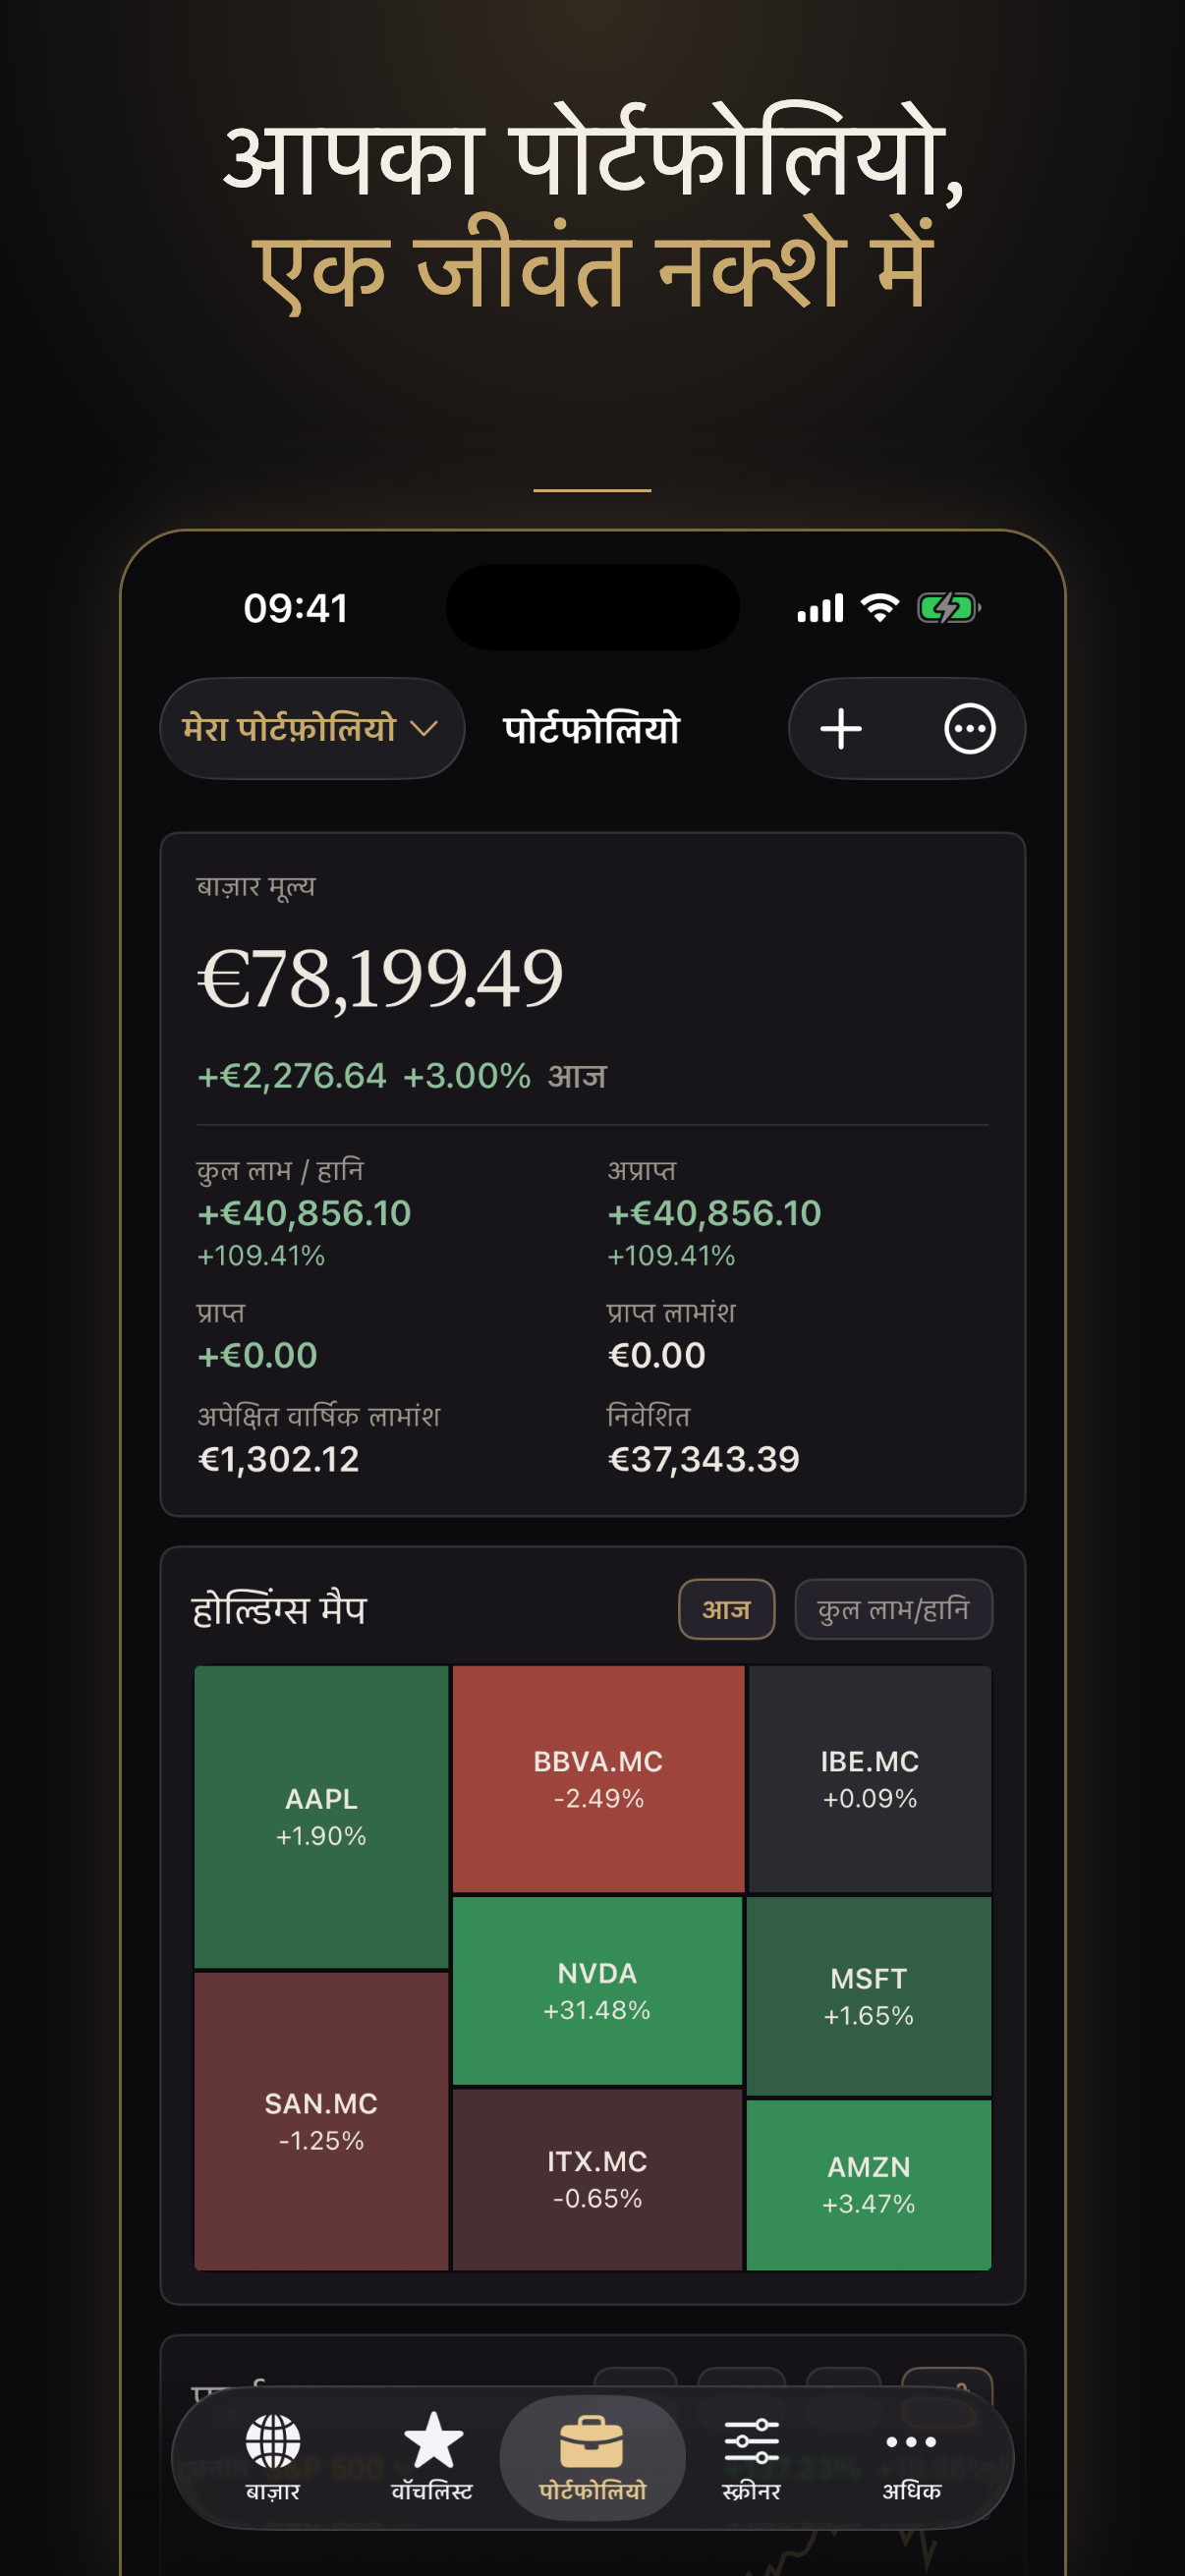 आपका पोर्टफोलियो,
एक जीवंत नक्शे में
09:41
मेरा पोर्टफ़ोलियो
पोर्टफोलियो
बाज़ार मूल्य
€78,199.49
+€2,276.64 +3.00% आज
कुल लाभ / हानि
अप्राप्त
+€40,856.10
+€40,856.10
+109.41%
+109.41%
प्राप्त
प्राप्त लाभांश
+€0.00
€0.00
अपेक्षित वार्षिक लाभांश
निवेशित
€1,302.12
€37,343.39
होल्डिंग्स मैप
आज
कुल लाभ/हानि
AAPL
+1.90%
BBVA.MC
-2.49%
IBE.MC
+0.09%
NVDA
+31.48%
MSFT
+1.65%
SAN.MC
-1.25%
ITX.MC
-0.65%
AMZN
+3.47%
बाज़ार
वॉचलिस्ट
पोर्टफोलियो
स्क्रीनर
अधिक